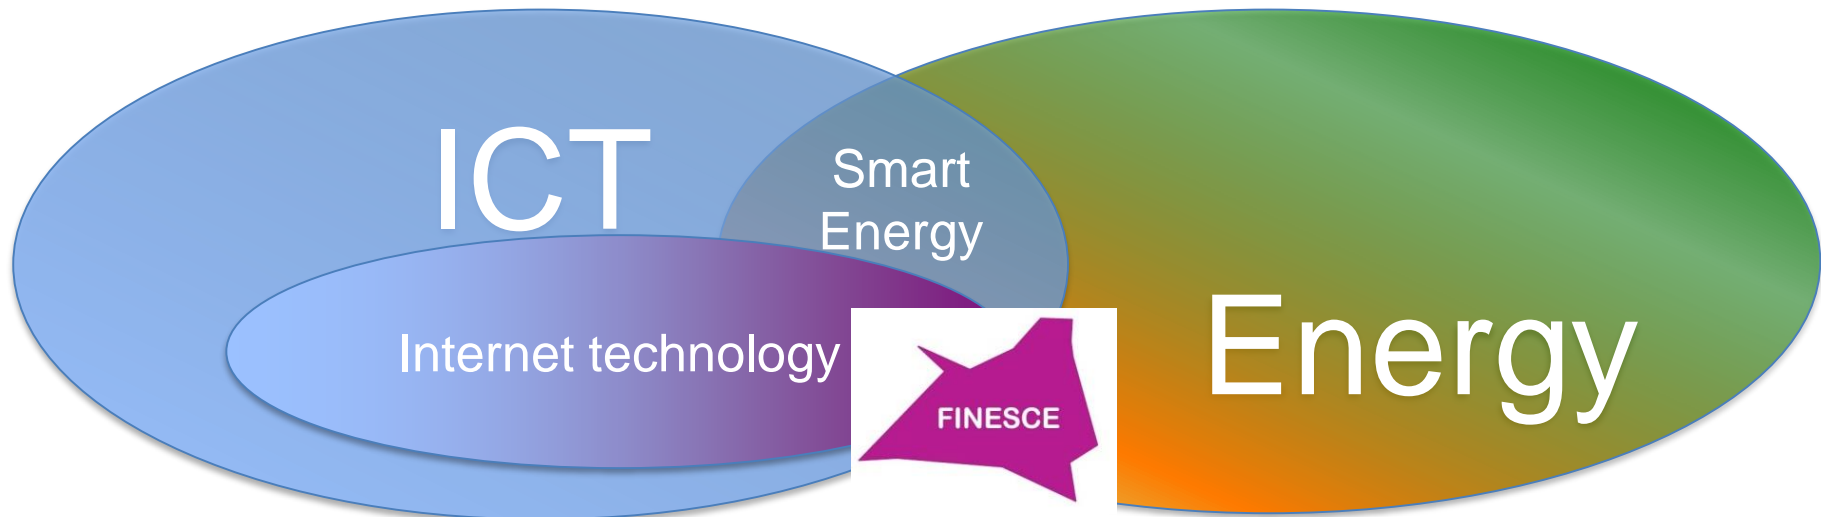 ICT
Smart
Energy
Internet technology
Energy
FINESCE